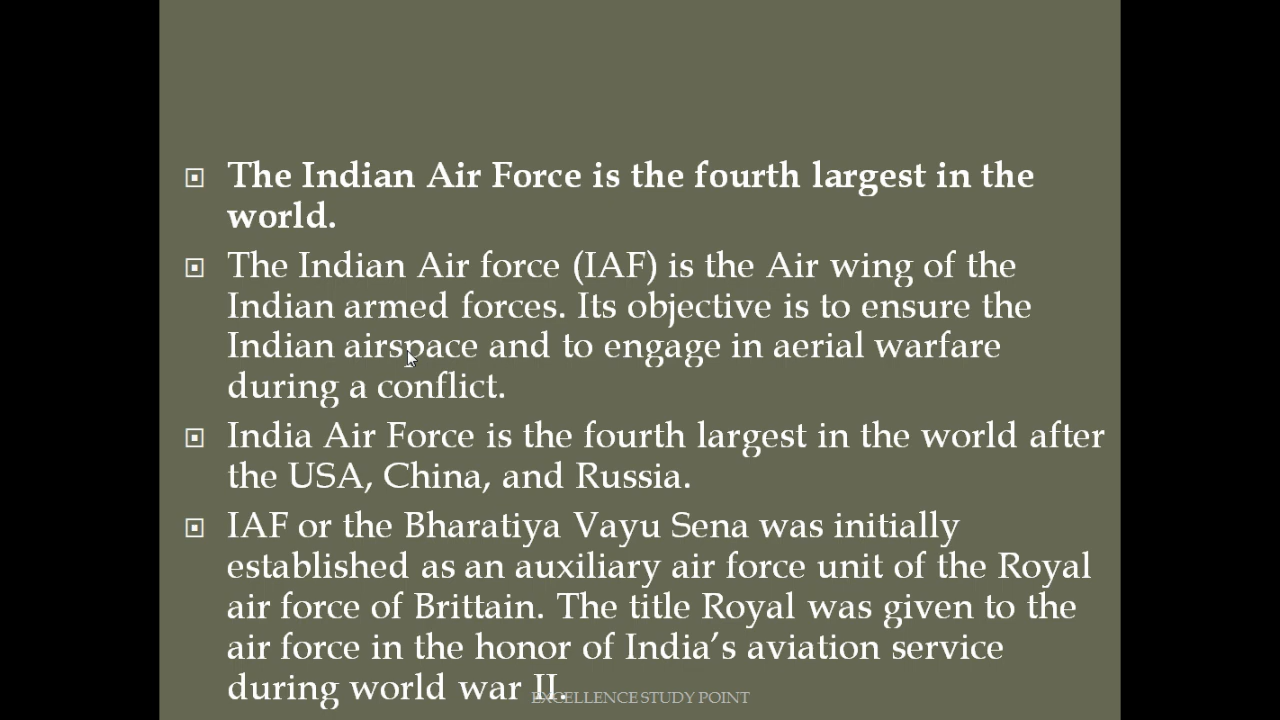 The Indian Air Force is the fourth largest in the
world.
The Indian Air force (IAF) is the Air wing of the
Indian armed forces. Its objective is to ensure the
Indian airspace and to engage in aerial warfare
during a conflict.
India Air Force is the fourth largest in the world after
the USA, China, and Russia.
IAF or the Bharatiya Vayu Sena was initially
established as an auxiliary air force unit of the Royal
air force of Brittain. The title Royal was given to the
air force in the honor of India’s aviation service
during world war II.
EXCELLENCE STUDY POINT